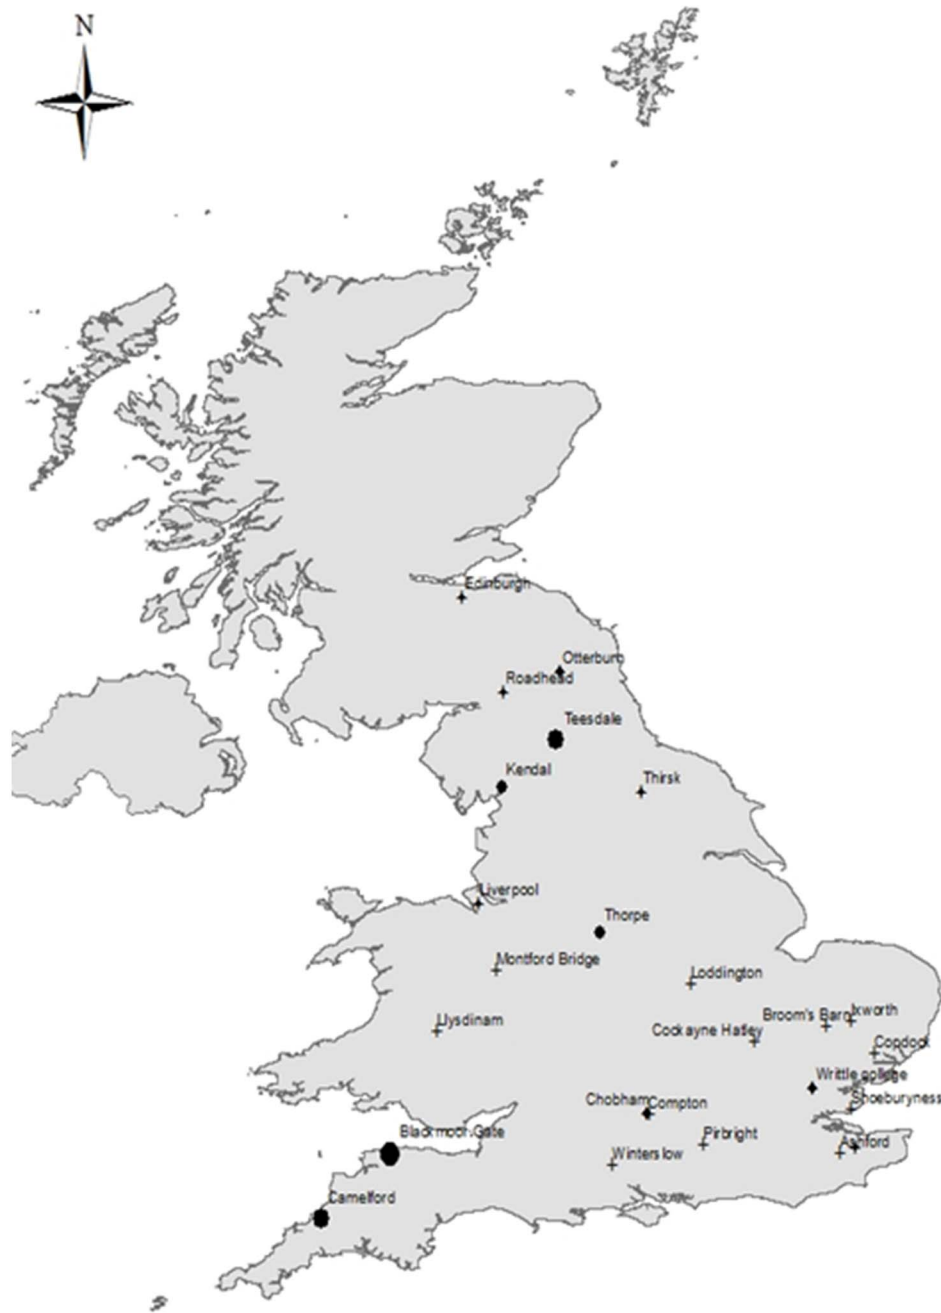 N
Edinburgh
Otterburn
Roadhead
Teesdale
Kendal
Thirsk
Liverpool
Thorpe
Montford Bridge
Loddington
Broom's Barn
Ixworth
Llysdinam
Cockayne Hatley
Copdock
Writtle college
Chobham
Compton
Shoeburyness
Blackmoor Gate
Pirbright
Ashford
Winterslow
Camelford